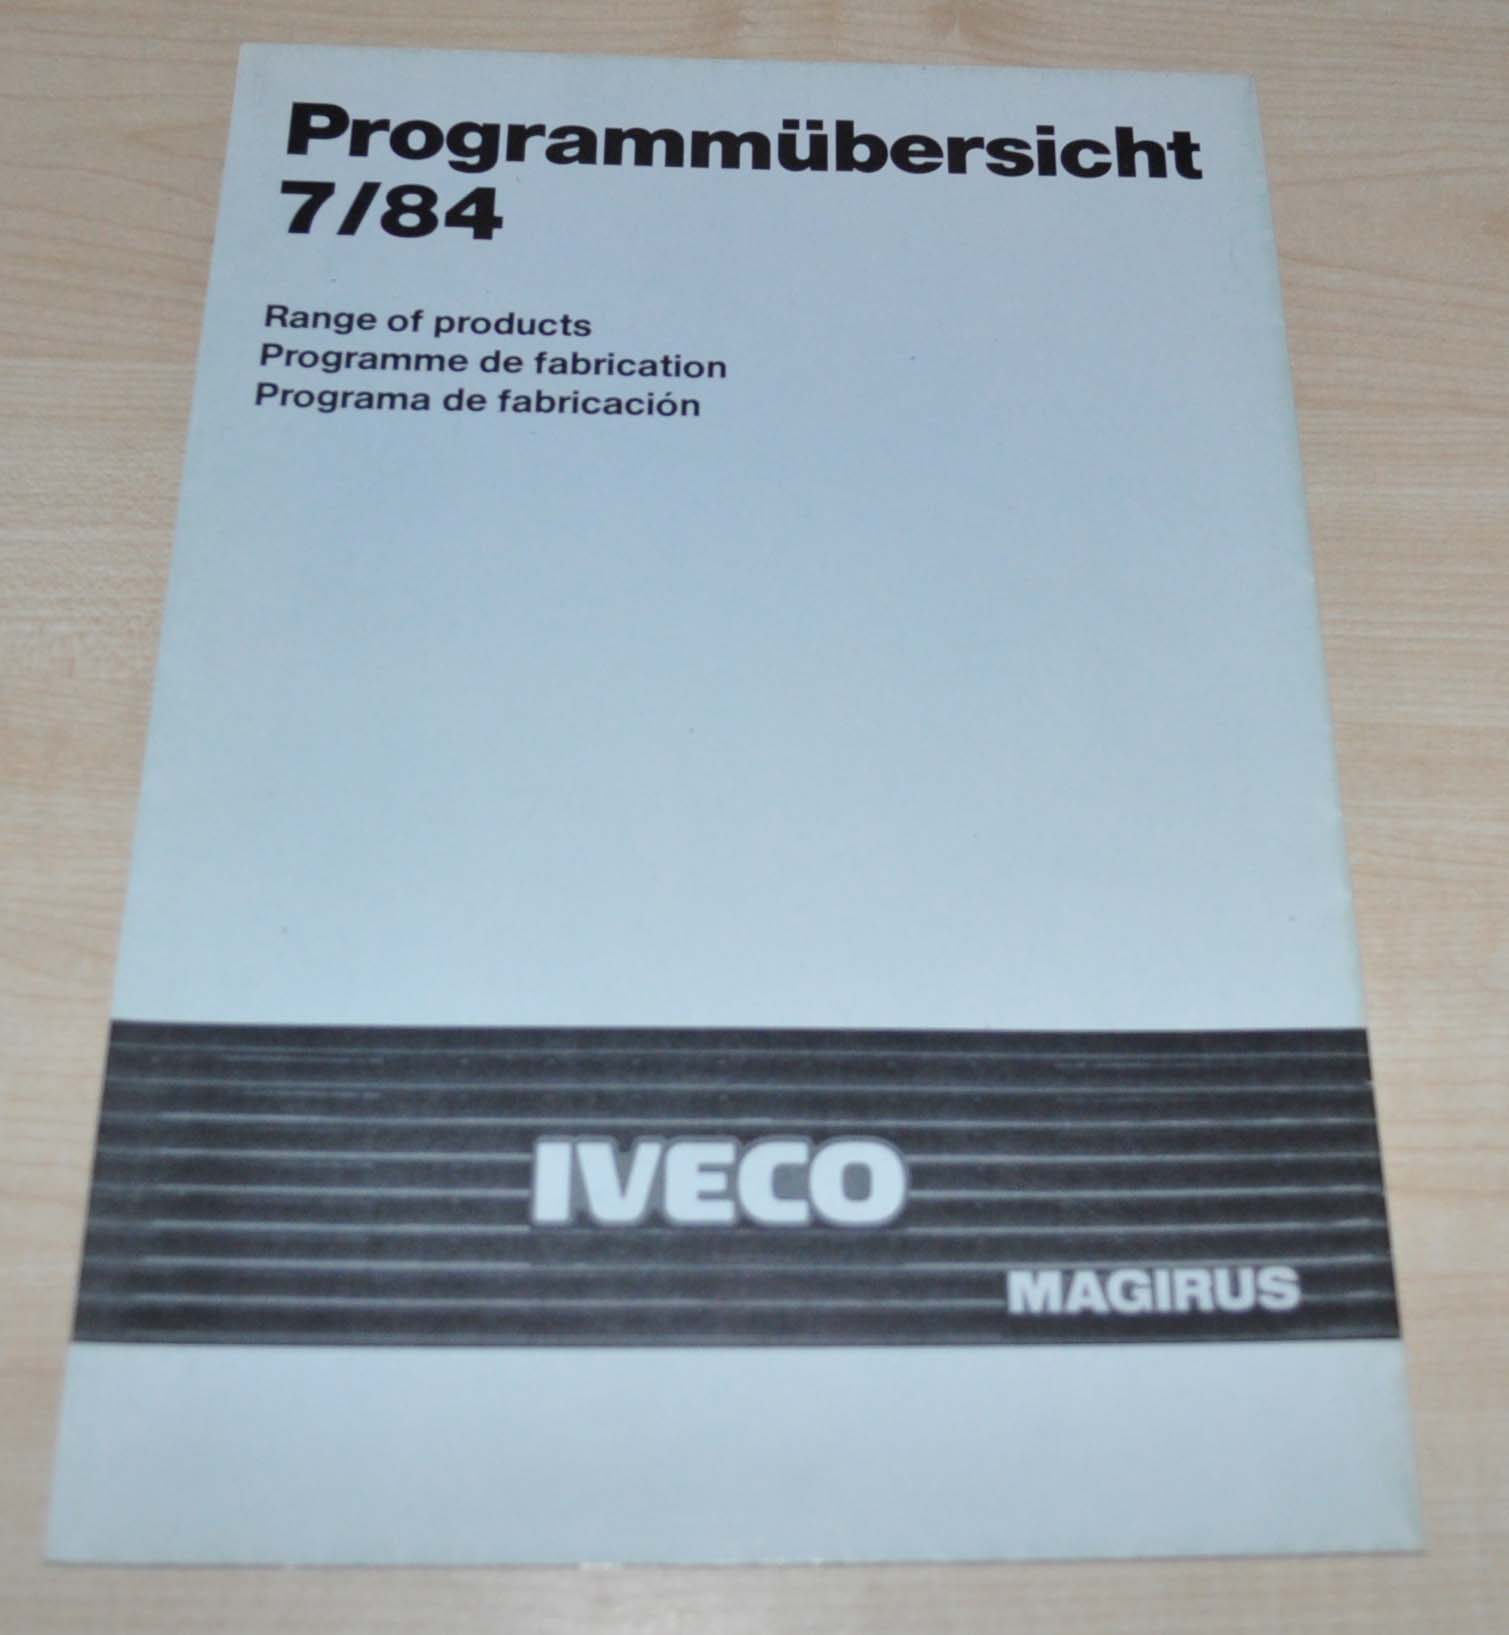 Programmübersicht
7/84
Range of products
Programme de fabrication
Programa de fabricación
IVECO
MAGIRUS